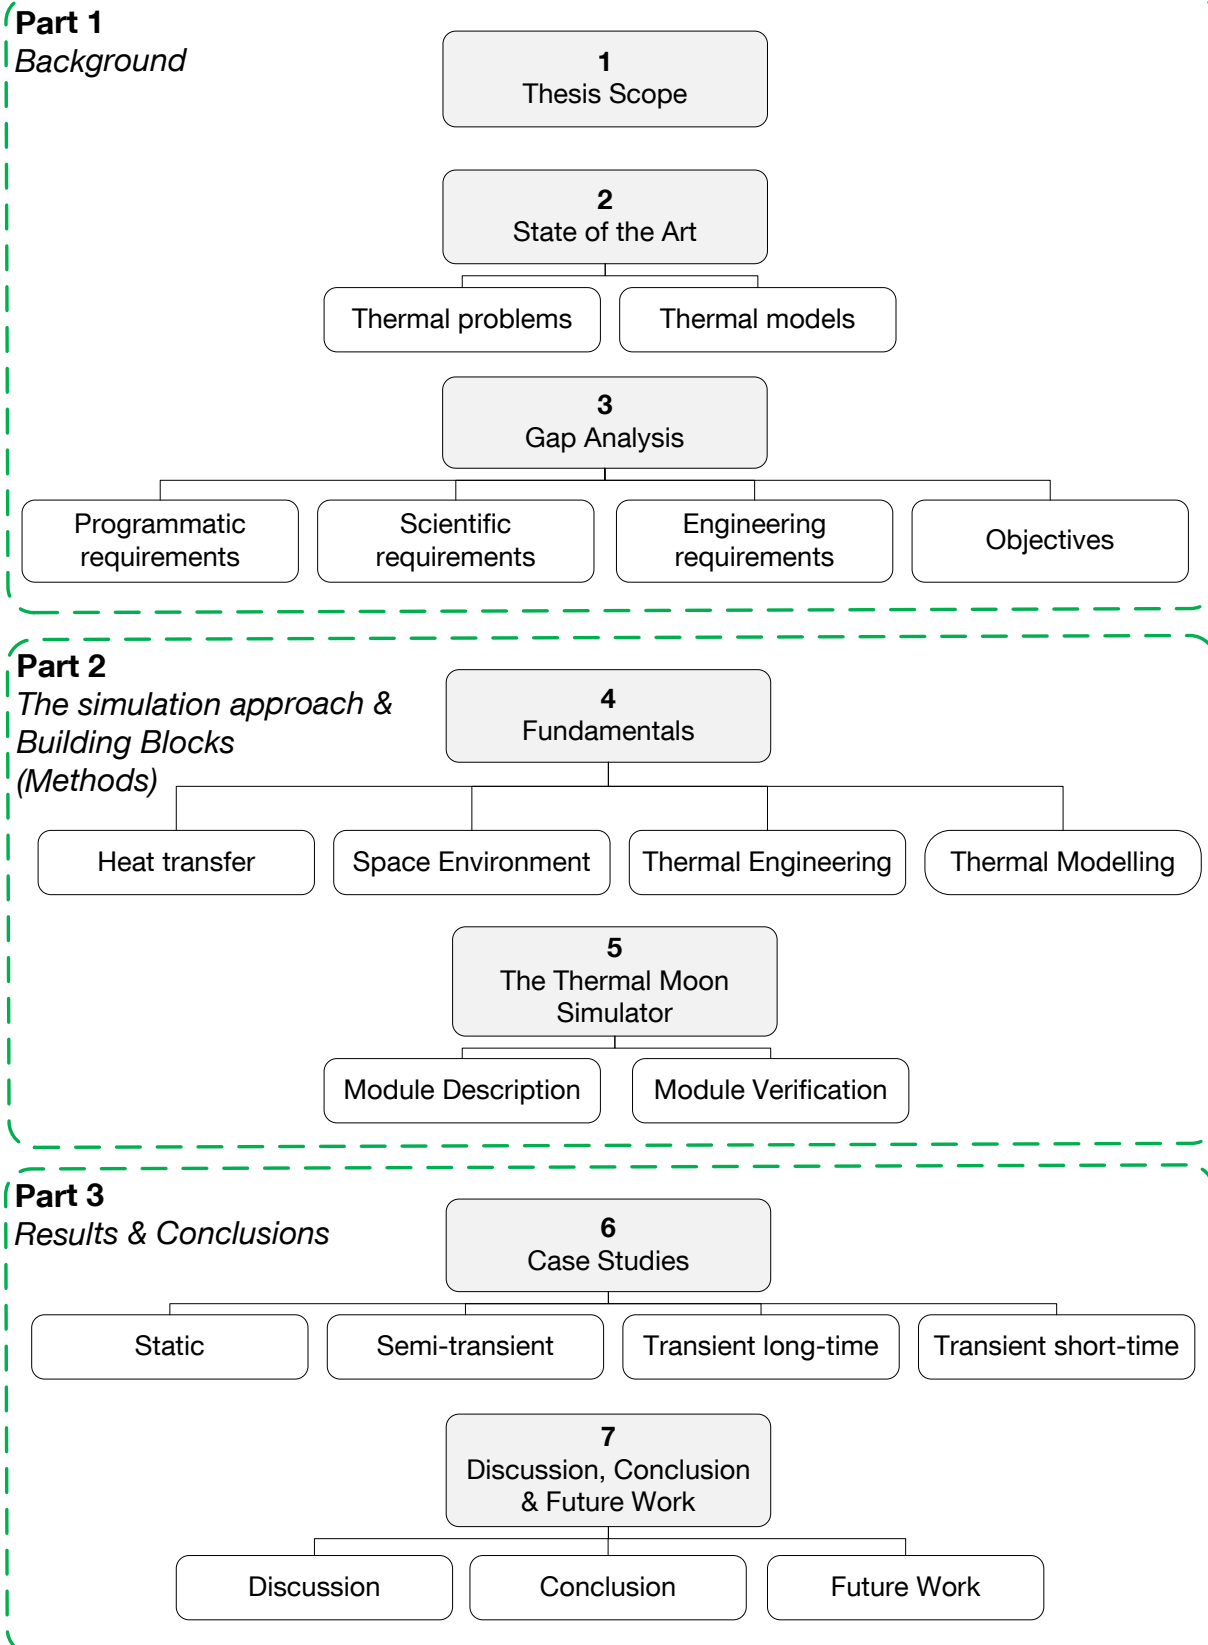 Part 1
Background
1
Thesis Scope
2
State of the Art
Thermal problems
Thermal models
3
Gap Analysis
Programmatic
requirements
Scientific
requirements
Engineering
requirements
Objectives
Part 2
The simulation approach &
Building Blocks
(Methods)
4
Fundamentals
Heat transfer
Space Environment
Thermal Engineering
Thermal Modelling
5
The Thermal Moon
Simulator
Module Description
Module Verification
Part 3
Results & Conclusions
6
Case Studies
Static
Semi-transient
Transient long-time
Transient short-time
7
Discussion, Conclusion
& Future Work
Discussion
Conclusion
Future Work